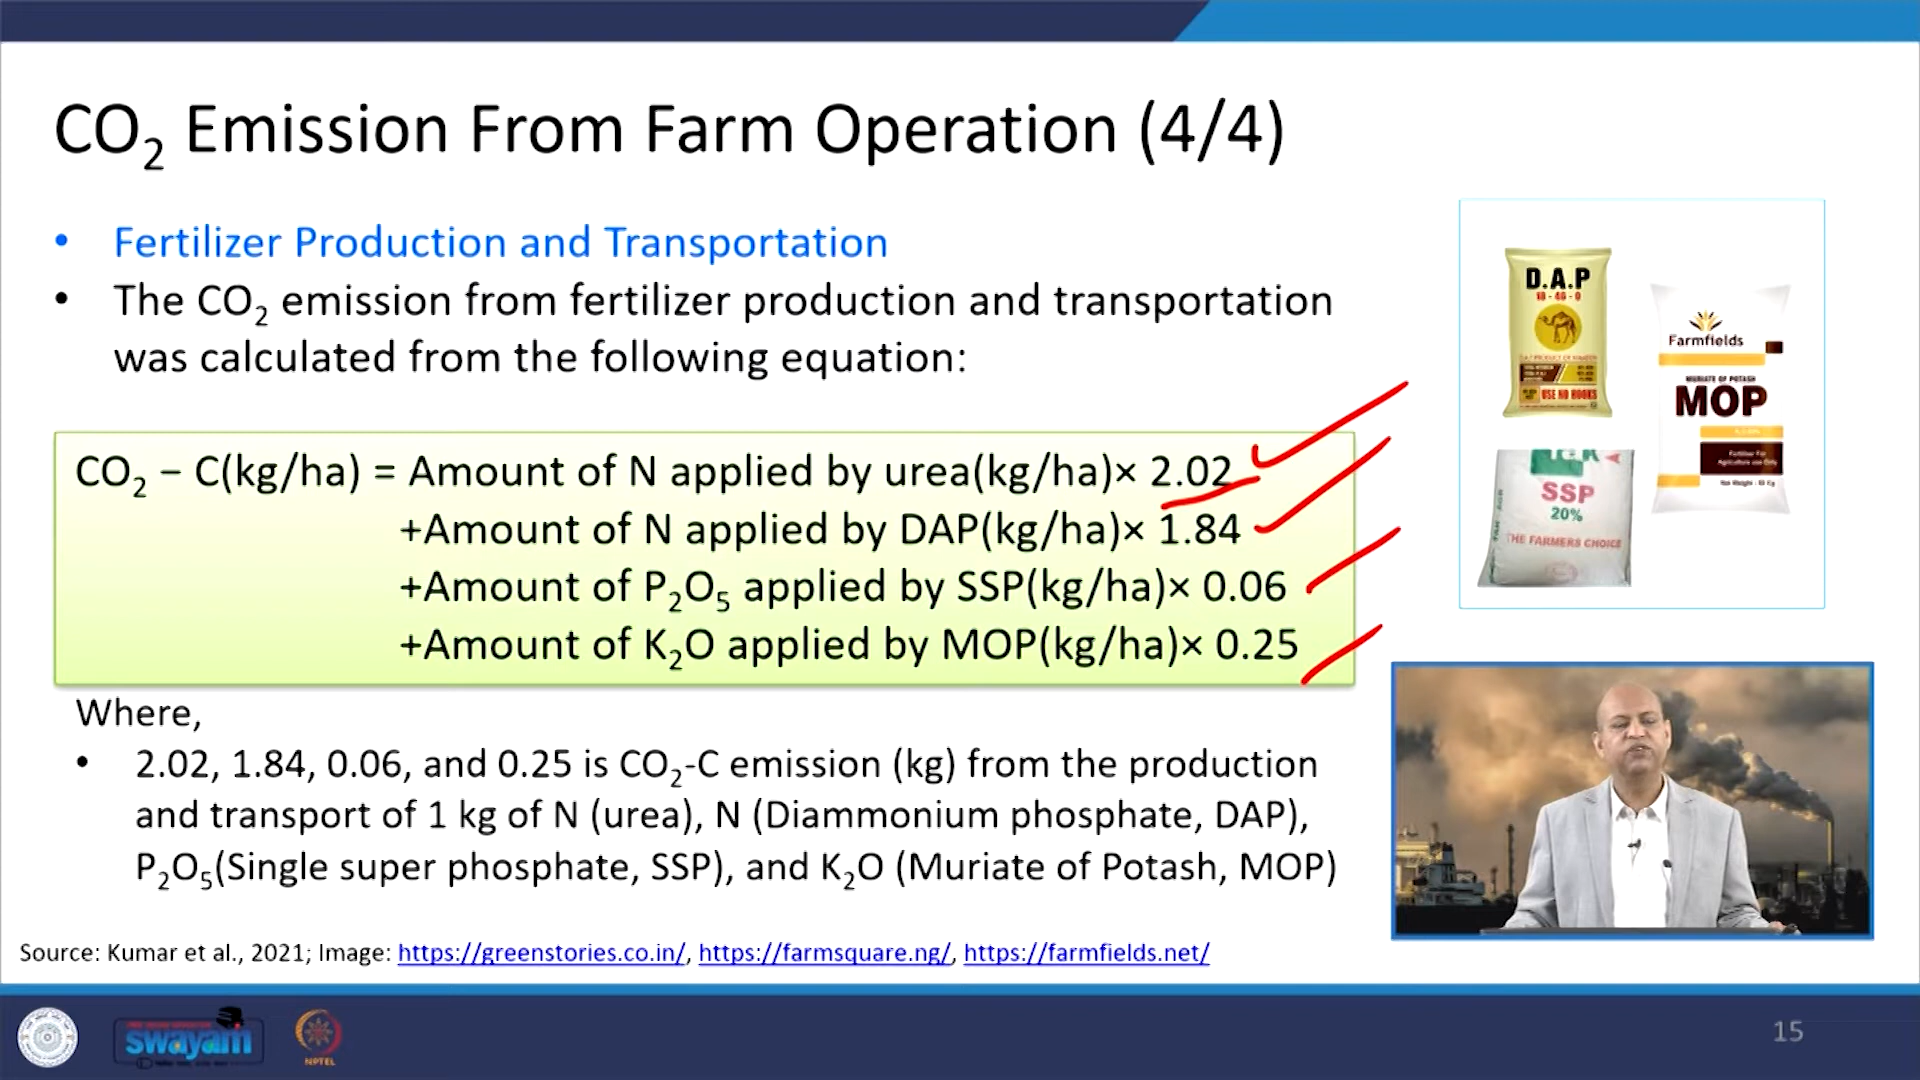 CO₂ Emission From Farm Operation (4/4)
• Fertilizer Production and Transportation
• The CO₂ emission from fertilizer production and transportation
was calculated from the following equation:
CO₂ − C(kg/ha) = Amount of N applied by urea(kg/ha)× 2.02
+Amount of N applied by DAP(kg/ha)× 1.84
+Amount of P₂O₅ applied by SSP(kg/ha)× 0.06
+Amount of K₂O applied by MOP(kg/ha)× 0.25
Where,
• 2.02, 1.84, 0.06, and 0.25 is CO₂-C emission (kg) from the production
and transport of 1 kg of N (urea), N (Diammonium phosphate, DAP),
P₂O₅(Single super phosphate, SSP), and K₂O (Muriate of Potash, MOP)
D.A.P
18-46-0
USE NO HOOKS
Farmfields
MURIATE OF POTASH
MOP
SSP
20%
THE FARMERS CHOICE
Source: Kumar et al., 2021; Image: https://greenstories.co.in/, https://farmsquare.ng/, https://farmfields.net/
swayam
NPTEL
15